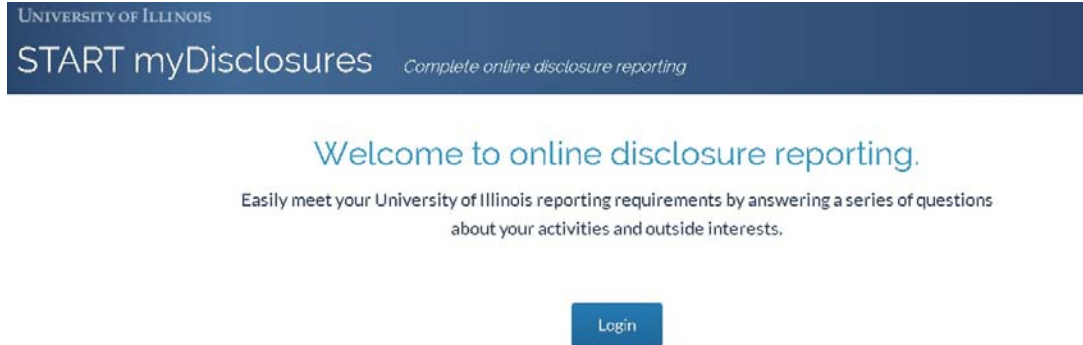 UNIVERSITY OF ILLINOIS
START myDisclosures Complete online disclosure reporting
Welcome to online disclosure reporting.
Easily meet your University of Illinois reporting requirements by answering a series of questions
about your activities and outside interests.
Login